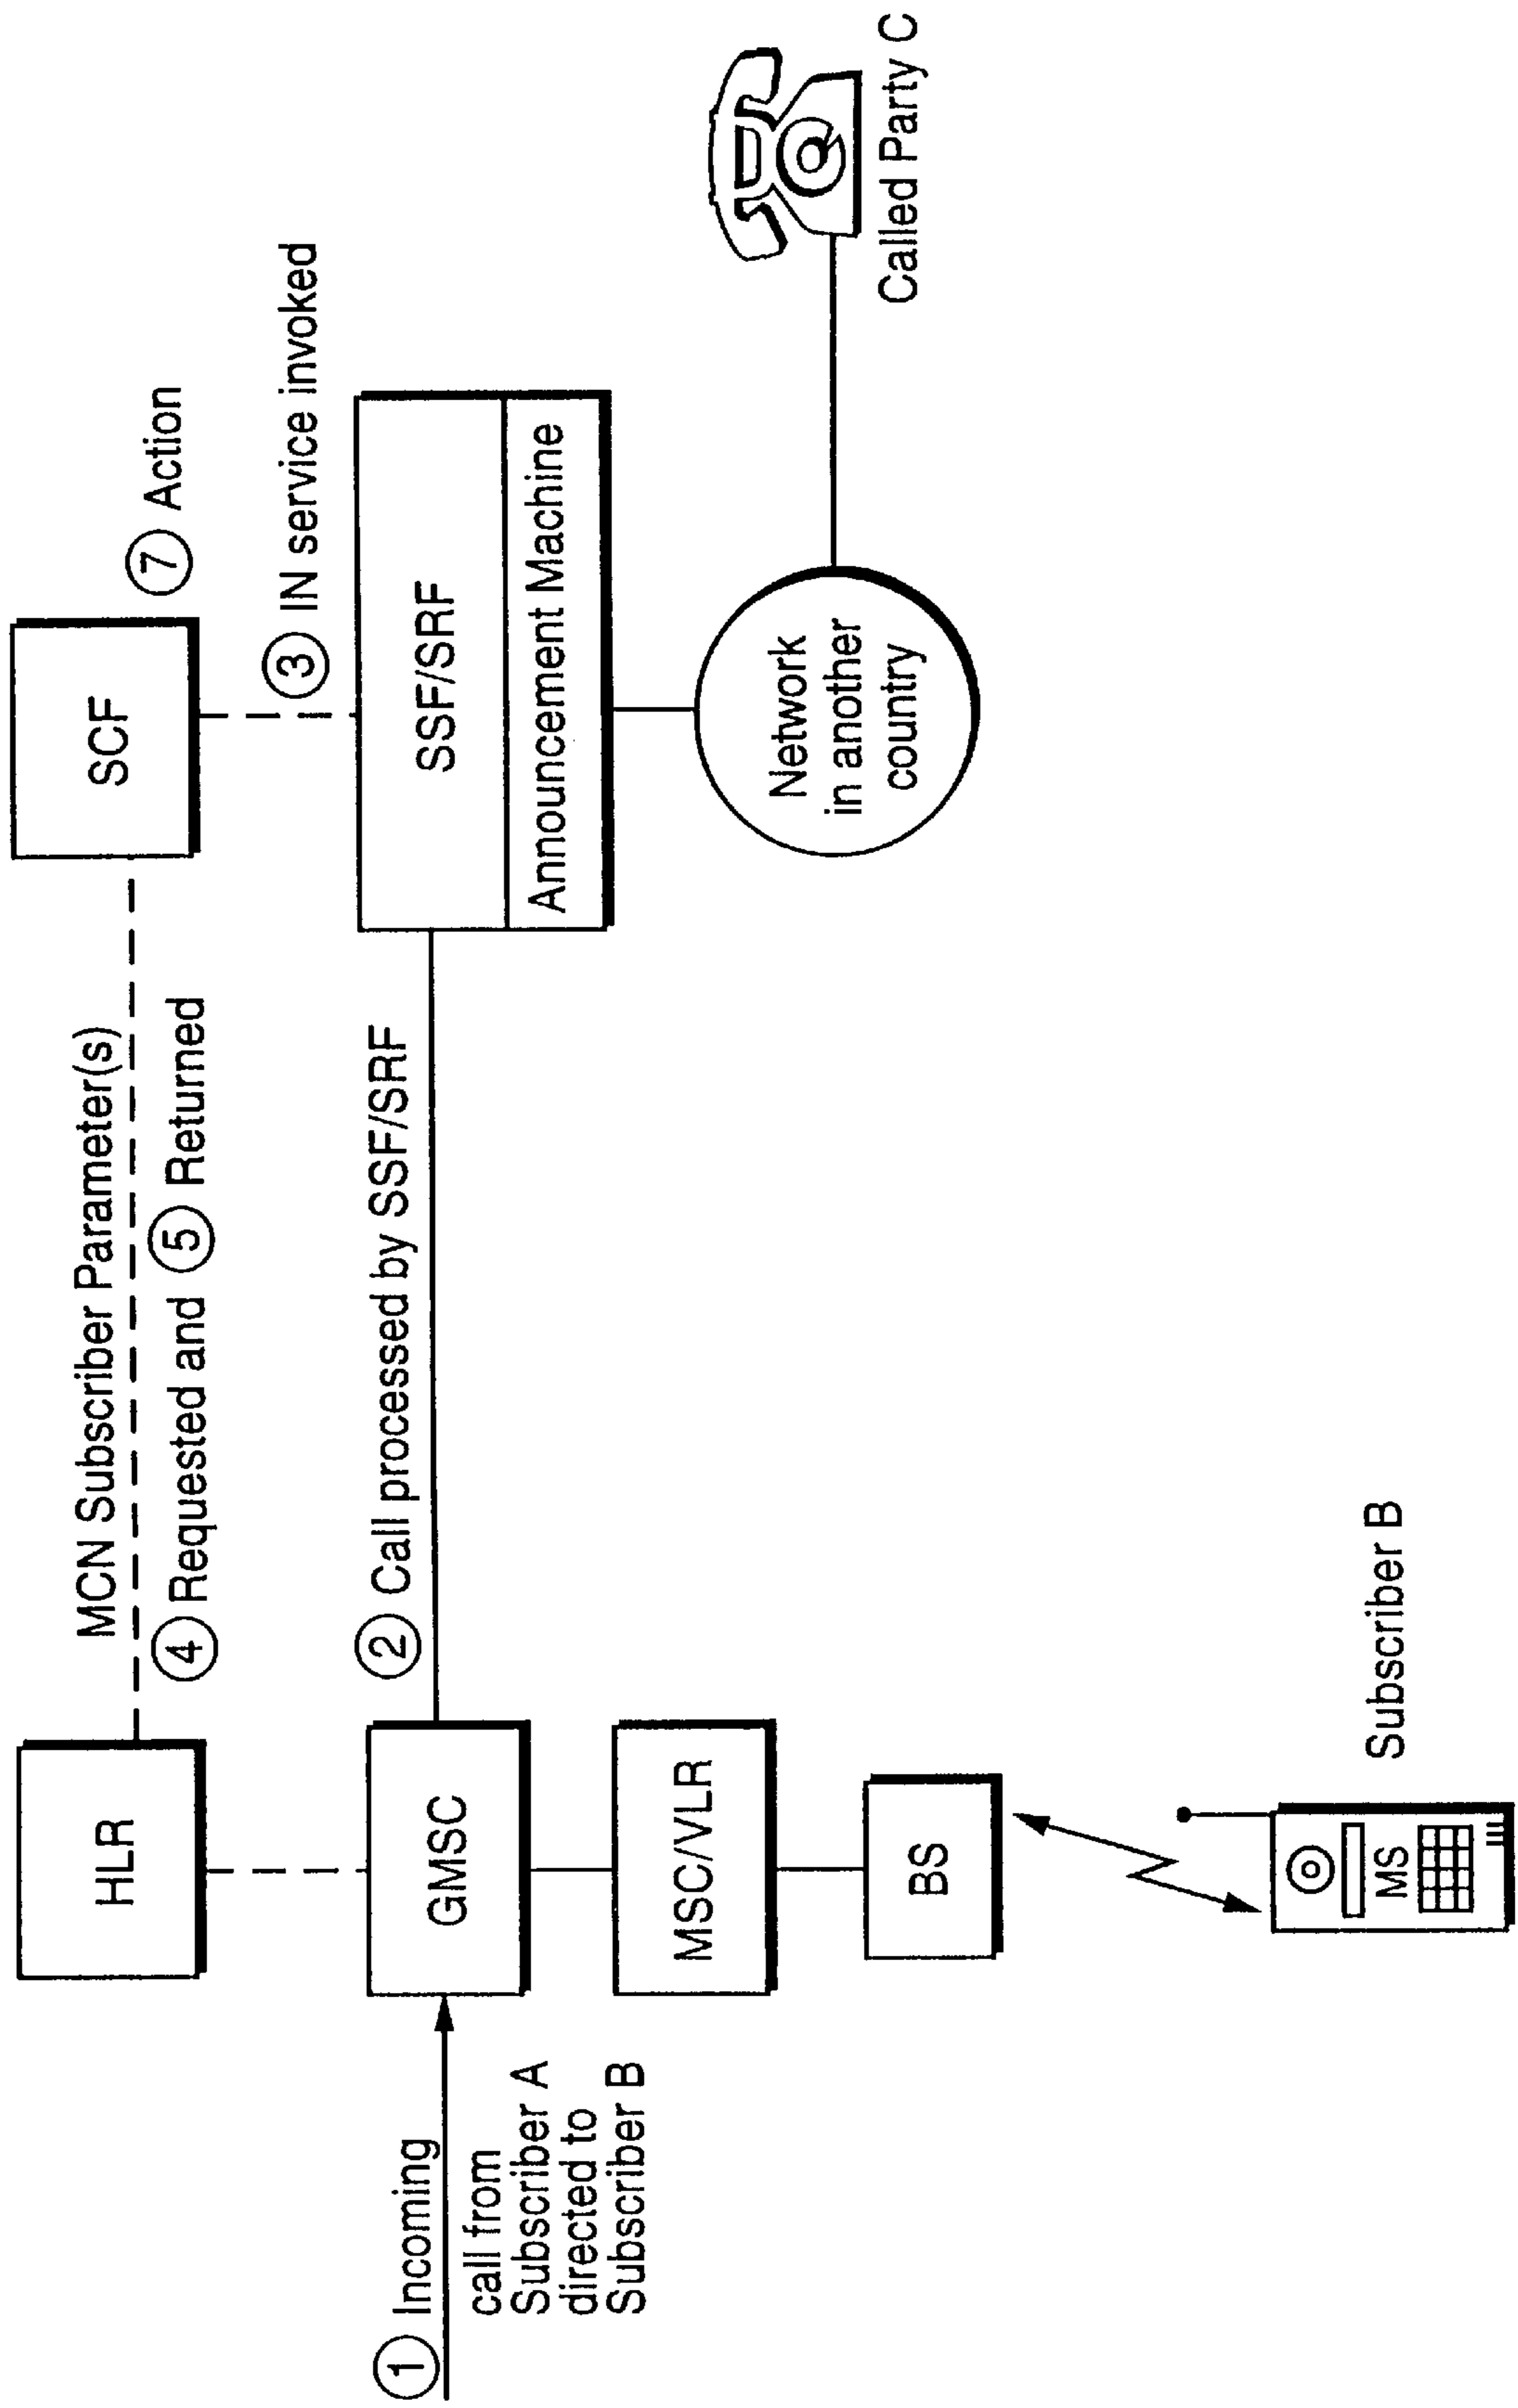 HLR
MCN Subscriber Parameter(s)
4 Requested and 5 Returned
SCF
7 Action
3 IN service invoked
1 Incoming
call from
Subscriber A
directed to
Subscriber B
GMSC
2 Call processed by SSF/SRF
SSF/SRF
Announcement Machine
MSC/VLR
BS
Network
in another
country
Called Party C
MS
Subscriber B